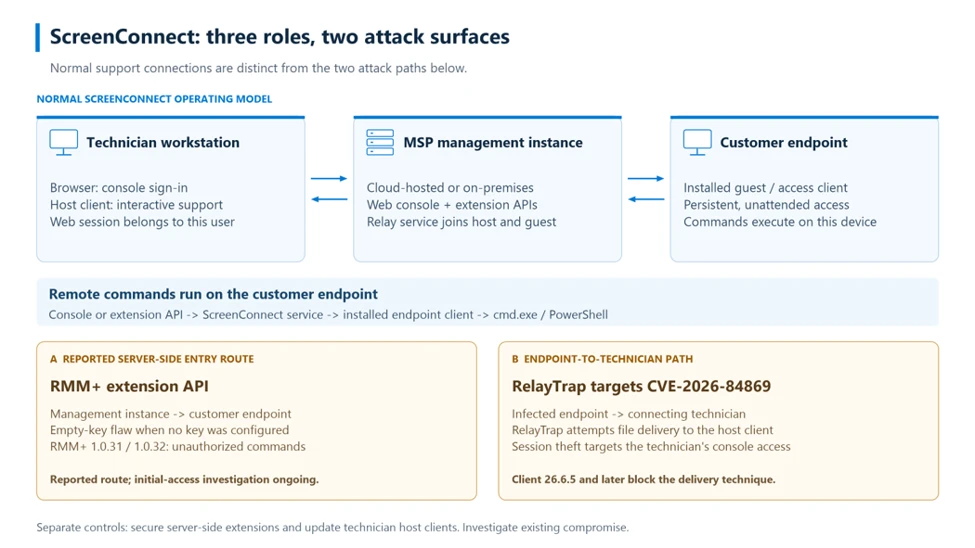 ScreenConnect: three roles, two attack surfaces
Normal support connections are distinct from the two attack paths below.
NORMAL SCREENCONNECT OPERATING MODEL
Technician workstation
Browser: console sign-in
Host client: interactive support
Web session belongs to this user
MSP management instance
Cloud-hosted or on-premises
Web console + extension APIs
Relay service joins host and guest
Customer endpoint
Installed guest / access client
Persistent, unattended access
Commands execute on this device
Remote commands run on the customer endpoint
Console or extension API -> ScreenConnect service -> installed endpoint client -> cmd.exe / PowerShell
A REPORTED SERVER-SIDE ENTRY ROUTE
RMM+ extension API
Management instance -> customer endpoint
Empty-key flaw when no key was configured
RMM+ 1.0.31 / 1.0.32: unauthorized commands
Reported route; initial-access investigation ongoing.
B ENDPOINT-TO-TECHNICIAN PATH
RelayTrap targets CVE-2026-84869
Infected endpoint -> connecting technician
RelayTrap attempts file delivery to the host client
Session theft targets the technician's console access
Client 26.6.5 and later block the delivery technique.
Separate controls: secure server-side extensions and update technician host clients. Investigate existing compromise.